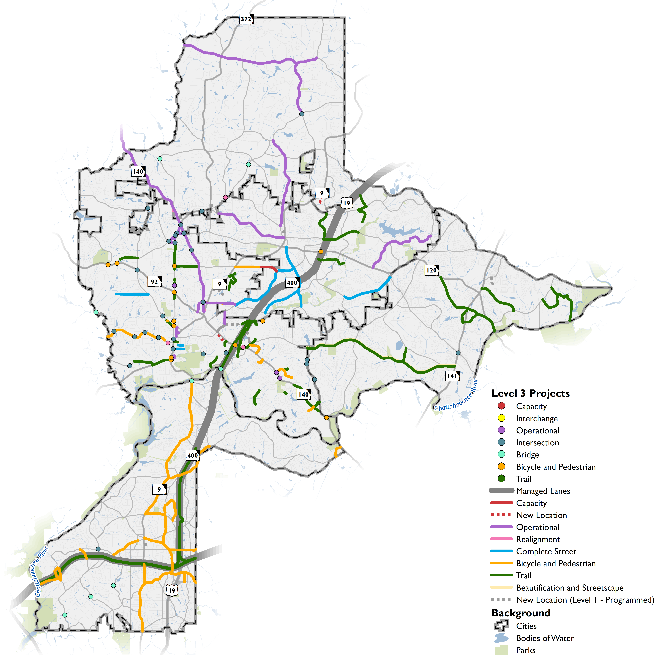 372
140
9
19
92
9
400
120
141
141
400
9
19
Level 3 Projects
Capacity
Interchange
Operational
Intersection
Bridge
Bicycle and Pedestrian
Trail
Managed Lanes
Capacity
New Location
Operational
Realignment
Complete Street
Bicycle and Pedestrian
Trail
Beautification and Streetscape
New Location (Level 1 - Programmed)
Background
Cities
Bodies of Water
Parks